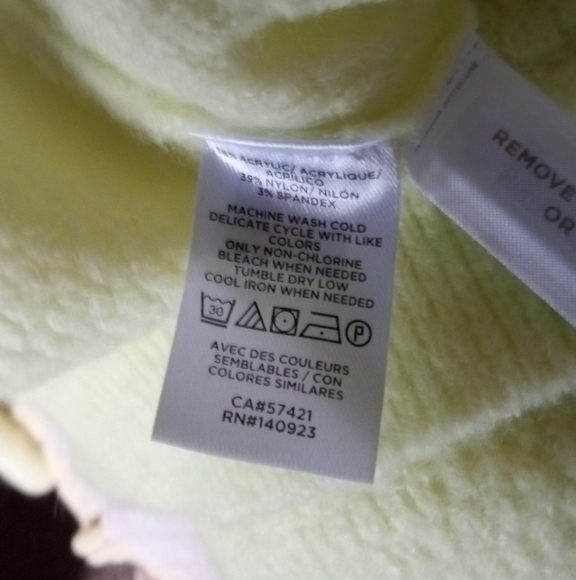 ACRYLIC/ ACRYLIQUE/
ACRÍLICO
39% NYLON/ NILÓN
3% SPANDEX
MACHINE WASH COLD
DELICATE CYCLE WITH LIKE
COLORS
ONLY NON-CHLORINE
BLEACH WHEN NEEDED
TUMBLE DRY LOW
COOL IRON WHEN NEEDED
30
P
AVEC DES COULEURS
SEMBLABLES / CON
COLORES SIMILARES
CA#57421
RN#140923
REMOVE
OR